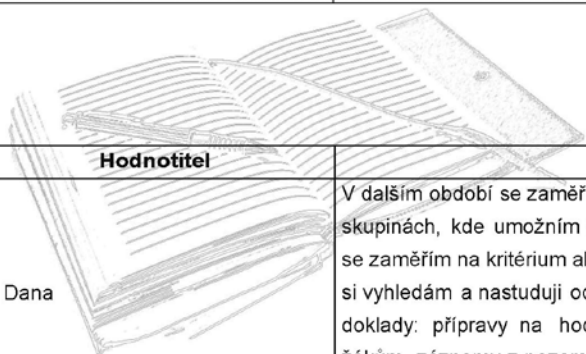 Hodnotitel
V dalším období se zaměř
skupinách, kde umožním
se zaměřím na kritérium
Dana
si vyhledám a nastuduji
doklady: přípravy na